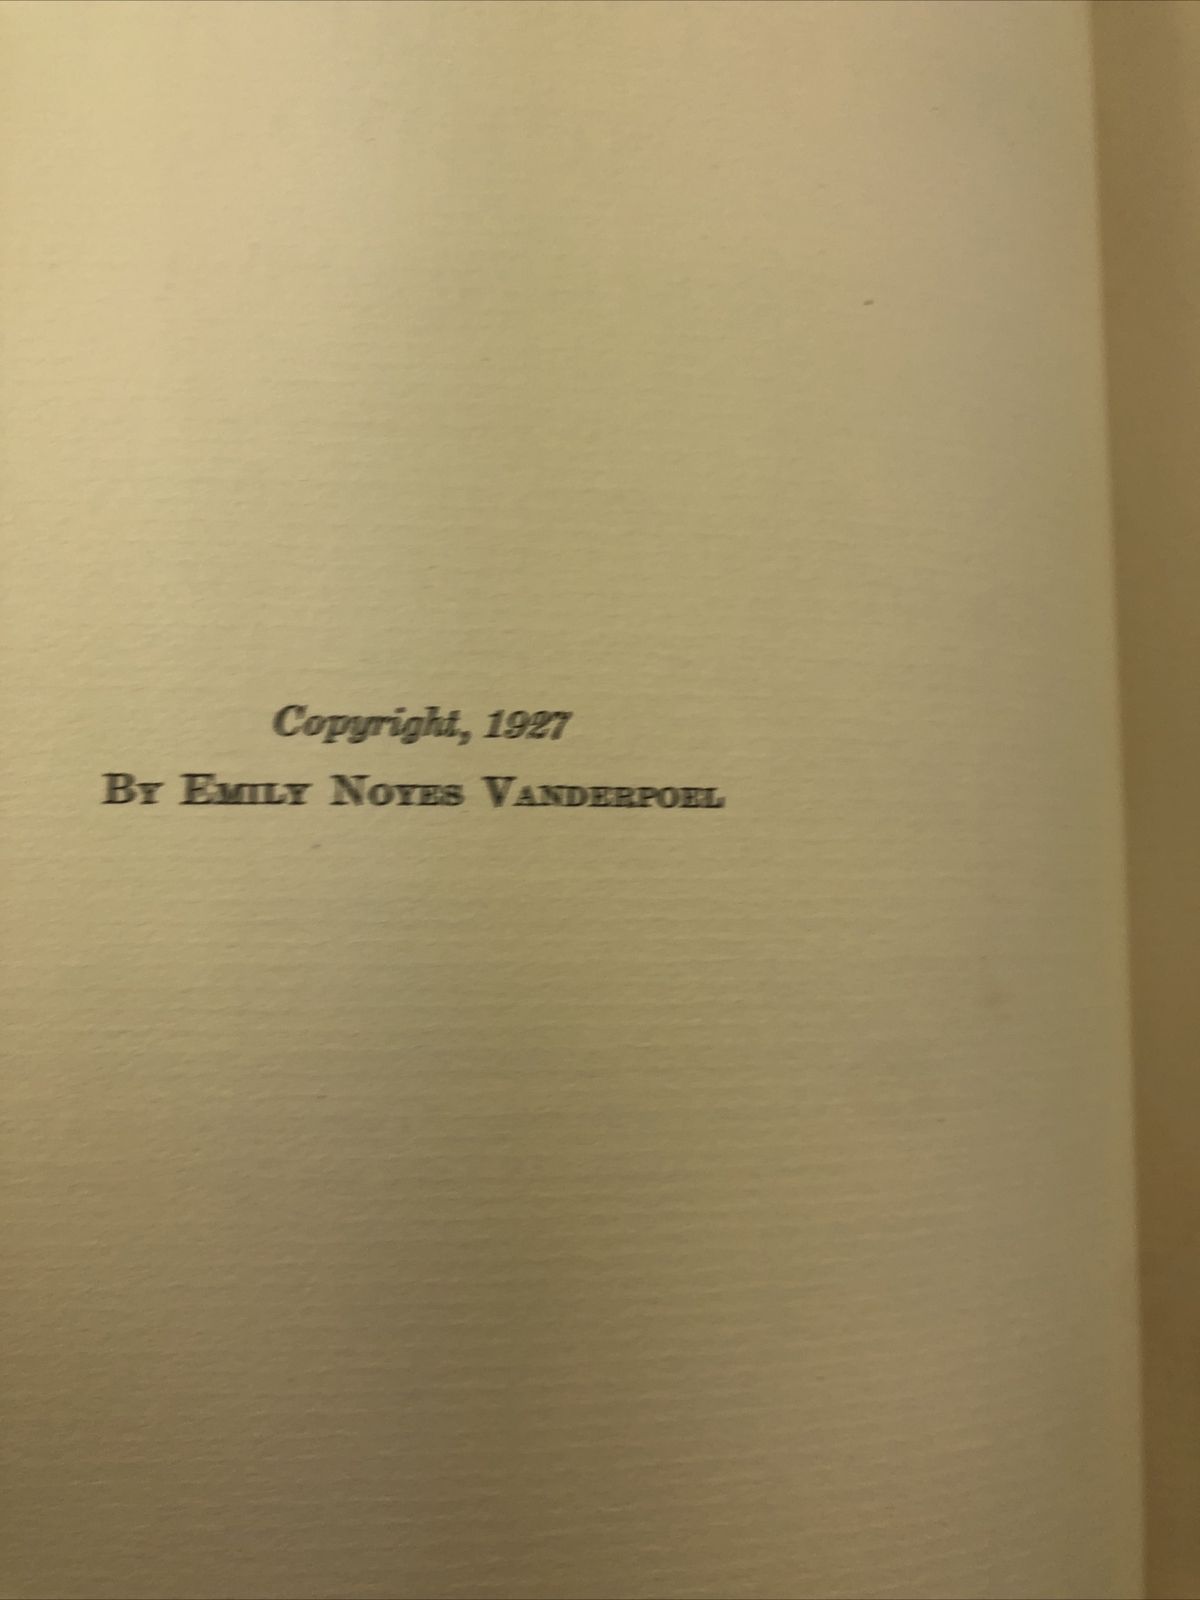 Copyright, 1927
By Emily Noyes Vanderpoel